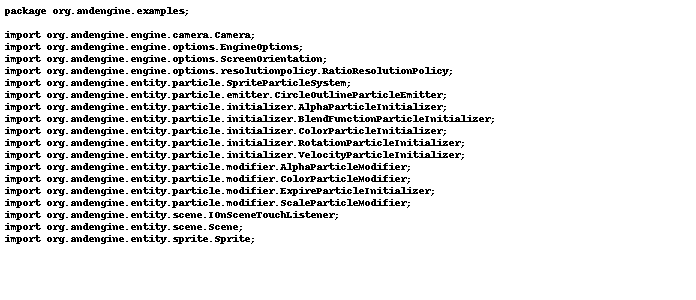 package org.andengine.examples;
import org.andengine.engine.camera.Camera;
import org.andengine.engine.options.EngineOptions;
import org.andengine.engine.options.ScreenOrientation;
import org.andengine.engine.options.resolutionpolicy.RatioResolutionPolicy;
import org.andengine.entity.particle.SpriteParticleSystem;
import org.andengine.entity.particle.emitter.CircleOutlineParticleEmitter;
import org.andengine.entity.particle.initializer.AlphaParticleInitializer;
import org.andengine.entity.particle.initializer.BlendFunctionParticleInitializer;
import org.andengine.entity.particle.initializer.ColorParticleInitializer;
import org.andengine.entity.particle.initializer.RotationParticleInitializer;
import org.andengine.entity.particle.initializer.VelocityParticleInitializer;
import org.andengine.entity.particle.modifier.AlphaParticleModifier;
import org.andengine.entity.particle.modifier.ColorParticleModifier;
import org.andengine.entity.particle.modifier.ExpireParticleInitializer;
import org.andengine.entity.particle.modifier.ScaleParticleModifier;
import org.andengine.entity.scene.IOnSceneTouchListener;
import org.andengine.entity.scene.Scene;
import org.andengine.entity.sprite.Sprite;